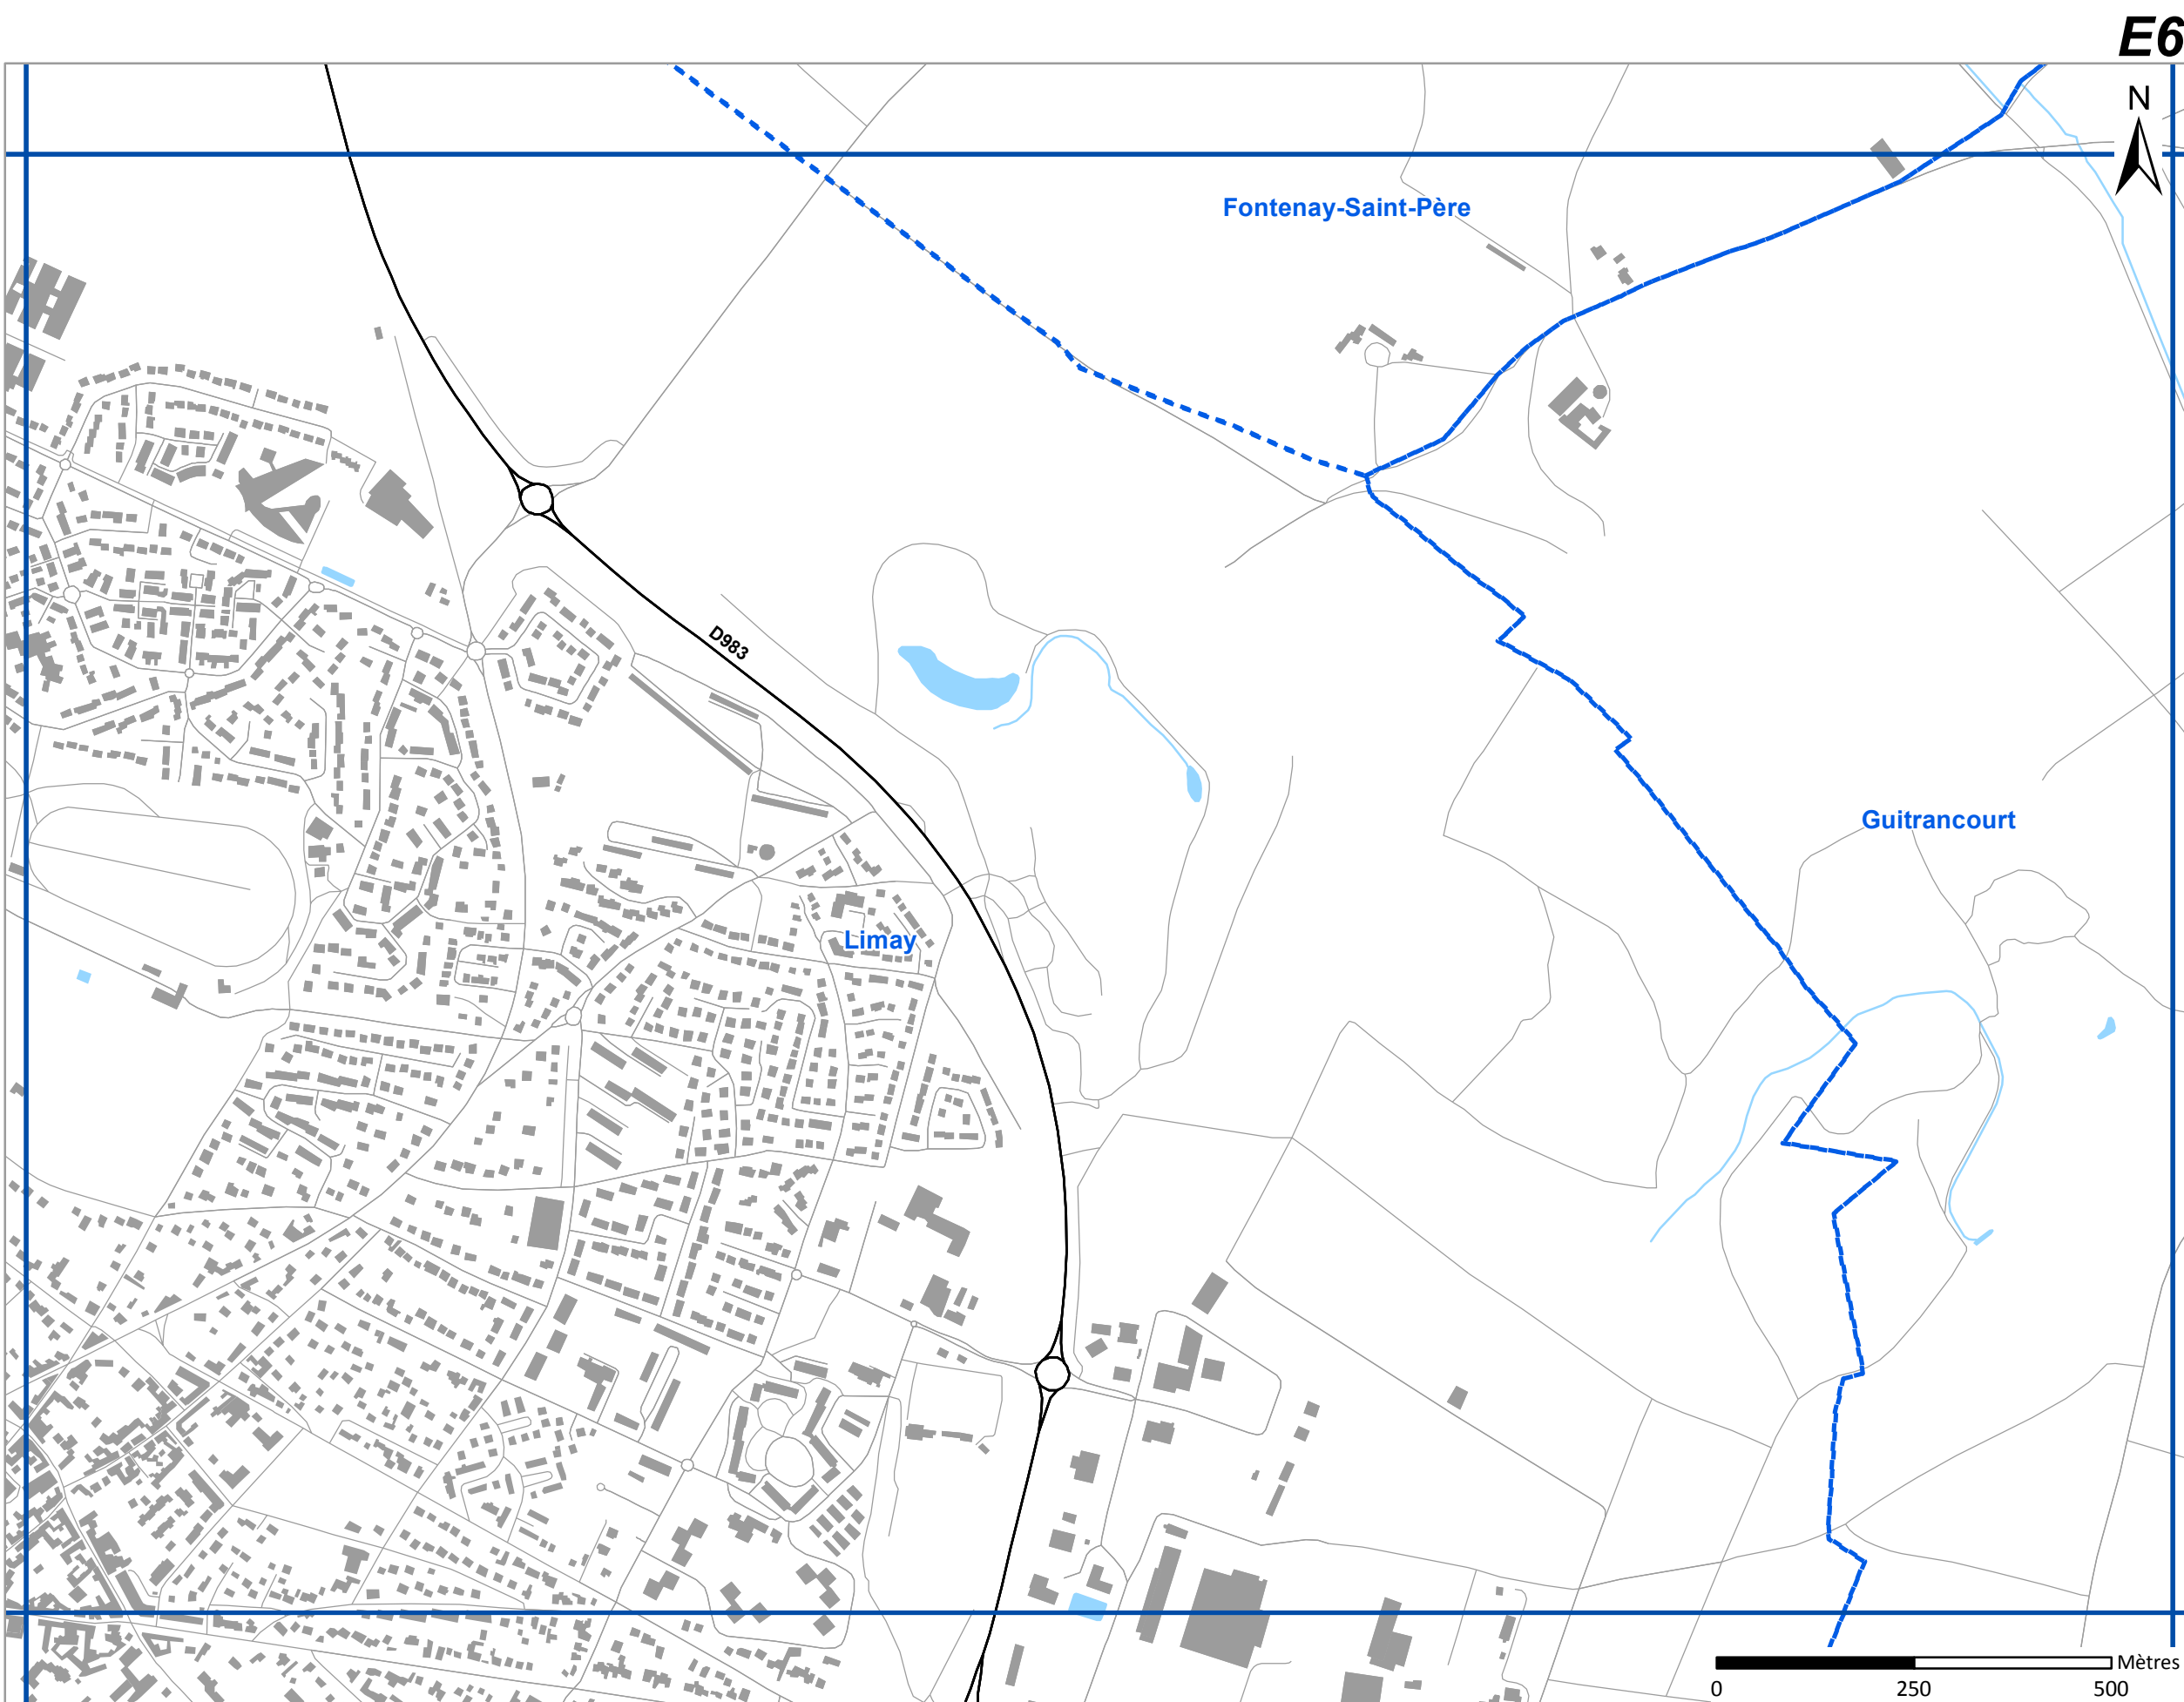 E6
N
Fontenay-Saint-Père
D983
Guitrancourt
Limay
Mètres
0 250 500